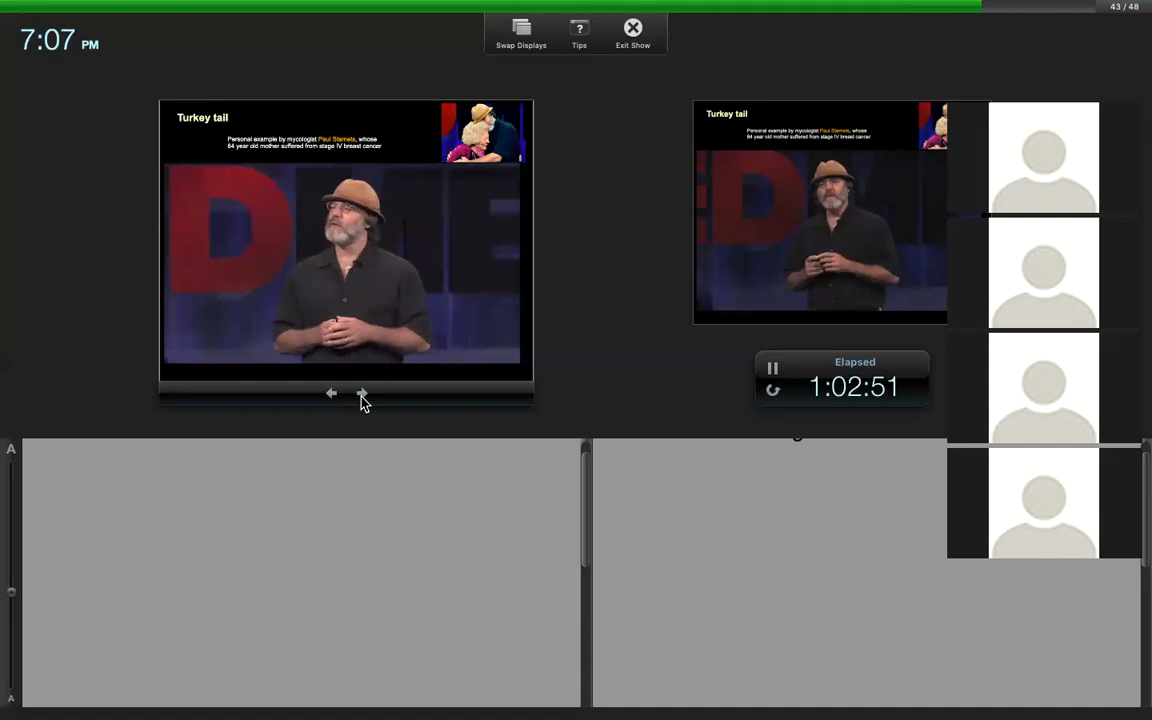 43 / 48
7:07 PM
Swap Displays
Tips
Exit Show
Turkey tail
Personal example by mycologist Paul Stamets, whose
84 year old mother suffered from stage IV breast cancer
D
E
Turkey tail
Personal example by mycologist Paul Stamets, whose
84 year old mother suffered from stage IV breast cancer
ED
Elapsed
1:02:51
A
A